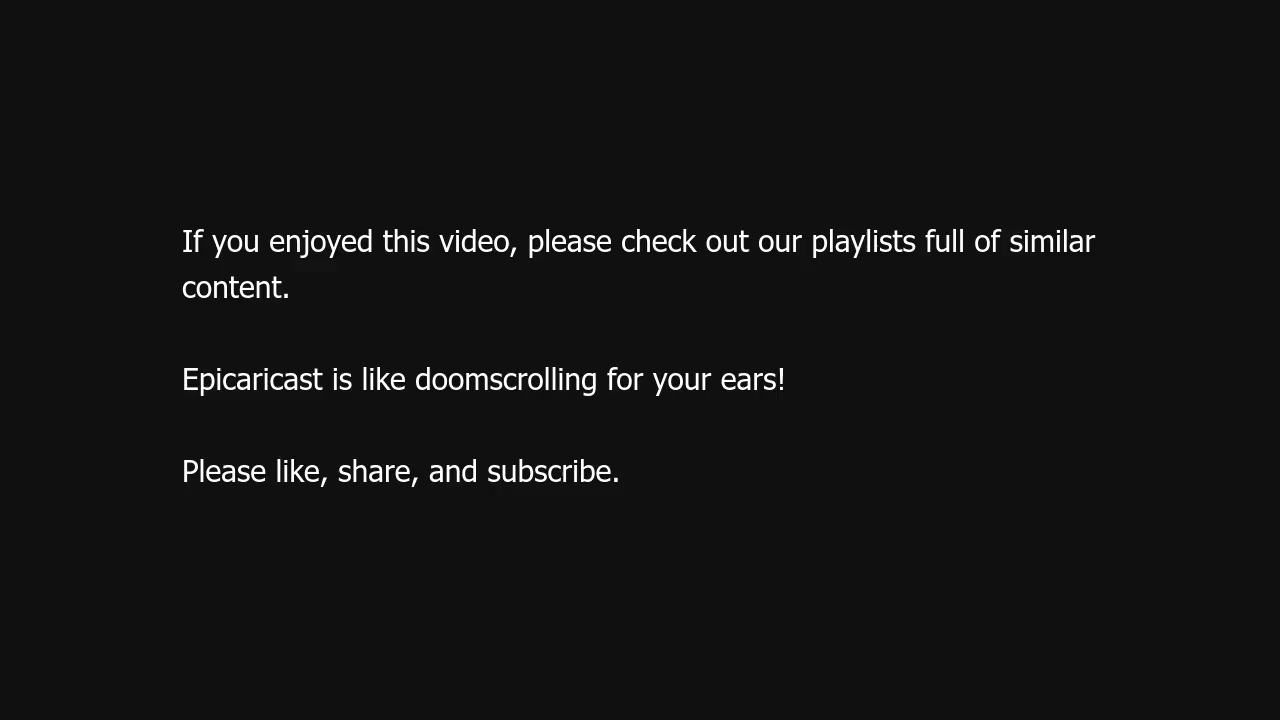 If you enjoyed this video, please check out our playlists full of similar
content.
Epicaricast is like doomscrolling for your ears!
Please like, share, and subscribe.